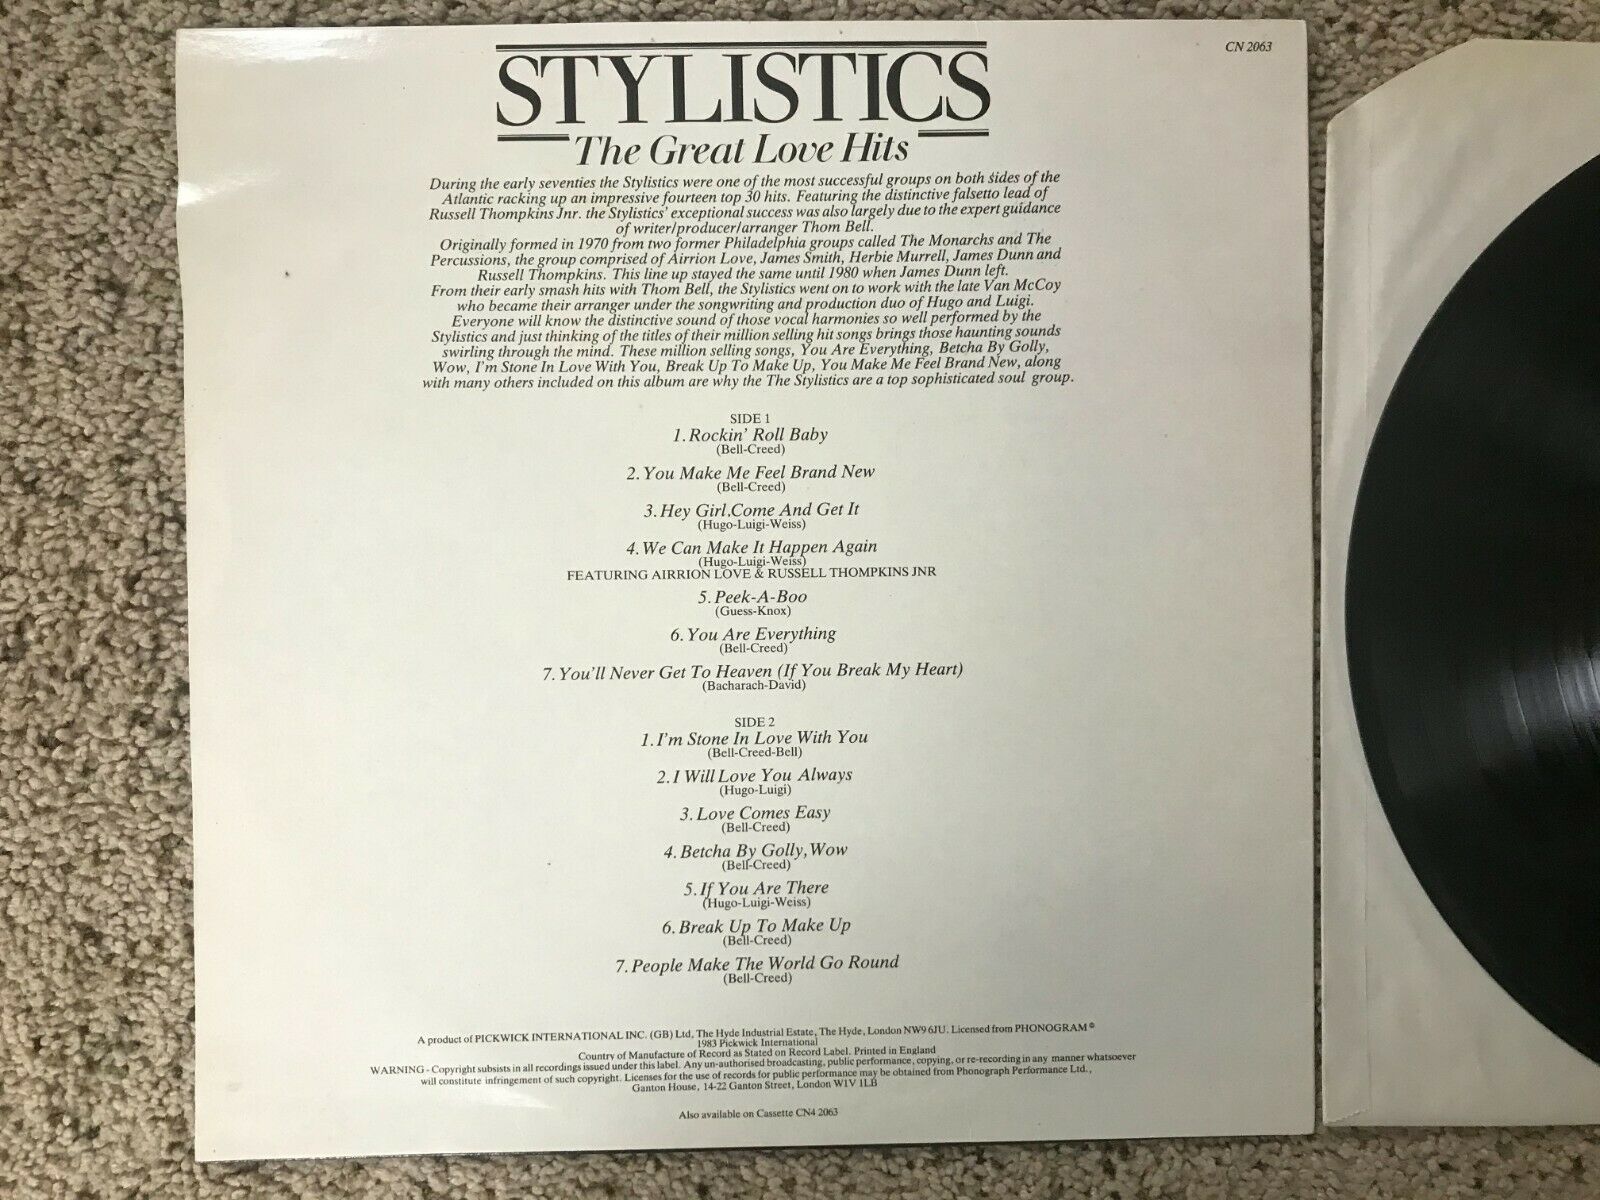 CN 2063
STYLISTICS
The Great Love Hits
During the early seventies the Stylistics were one of the most successful groups on both sides of the
Atlantic racking up an impressive fourteen top 30 hits. Featuring the distinctive falsetto lead of
Russell Thompkins Jnr. the Stylistics' exceptional success was also largely due to the expert guidance
of writer/producer/arranger Thom Bell.
Originally formed in 1970 from two former Philadelphia groups called The Monarchs and The
Percussions, the group comprised of Airrion Love, James Smith, Herbie Murrell, James Dunn and
Russell Thompkins. This line up stayed the same until 1980 when James Dunn left.
From their early smash hits with Thom Bell, the Stylistics went on to work with the late Van McCoy
who became their arranger under the songwriting and production duo of Hugo and Luigi.
Everyone will know the distinctive sound of those vocal harmonies so well performed by the
Stylistics and just thinking of the titles of their million selling hit songs brings those haunting sounds
swirling through the mind. These million selling songs, You Are Everything, Betcha By Golly,
Wow, I'm Stone In Love With You, Break Up To Make Up, You Make Me Feel Brand New, along
with many others included on this album are why the The Stylistics are a top sophisticated soul group.
SIDE 1
1. Rockin' Roll Baby
(Bell-Creed)
2. You Make Me Feel Brand New
(Bell-Creed)
3. Hey Girl, Come And Get It
(Hugo-Luigi-Weiss)
4. We Can Make It Happen Again
(Hugo-Luigi-Weiss)
FEATURING AIRRION LOVE & RUSSELL THOMPKINS JNR
5. Peek-A-Boo
(Guess-Knox)
6. You Are Everything
(Bell-Creed)
7. You'll Never Get To Heaven (If You Break My Heart)
(Bacharach-David)
SIDE 2
1. I'm Stone In Love With You
(Bell-Creed-Bell)
2. I Will Love You Always
(Hugo-Luigi)
3. Love Comes Easy
(Bell-Creed)
4. Betcha By Golly, Wow
(Bell-Creed)
5. If You Are There
(Hugo-Luigi-Weiss)
6. Break Up To Make Up
(Bell-Creed)
7. People Make The World Go Round
(Bell-Creed)
A product of PICKWICK INTERNATIONAL INC. (GB) Ltd, The Hyde Industrial Estate, The Hyde, London NW9 6JU. Licensed from PHONOGRAM ®
1983 Pickwick International
Country of Manufacture of Record as Stated on Record Label. Printed in England
WARNING - Copyright subsists in all recordings issued under this label. Any un-authorised broadcasting, public performance, copying, or re-recording in any manner whatsoever
will constitute infringement of such copyright. Licenses for the use of records for public performance may be obtained from Phonograph Performance Ltd.,
Ganton House, 14-22 Ganton Street, London W1V 1LB
Also available on Cassette CN4 2063